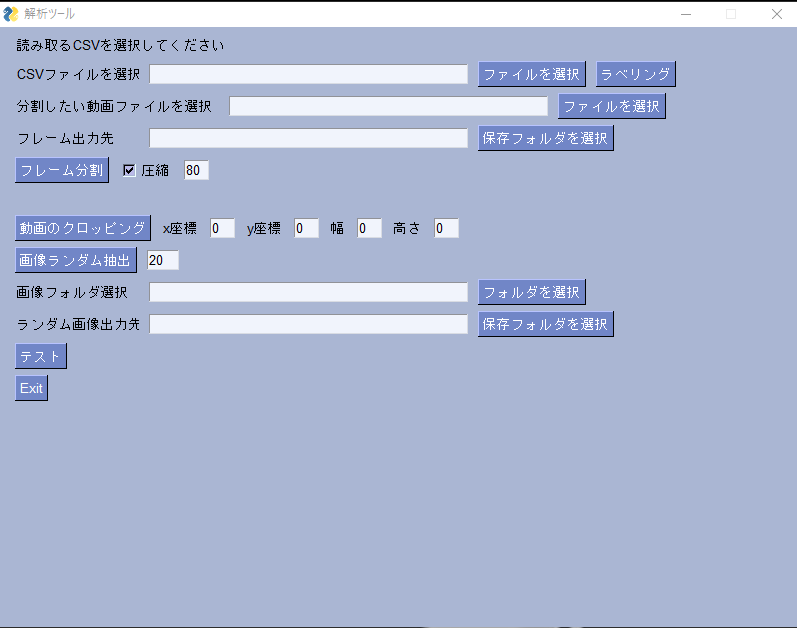 解析ツール
読み取るCSVを選択してください
CSVファイルを選択 ファイルを選択 ラベリング
分割したい動画ファイルを選択 ファイルを選択
フレーム出力先 保存フォルダを選択
フレーム分割 圧縮 80
動画のクロッピング x座標 0 y座標 0 幅 0 高さ 0
画像ランダム抽出 20
画像フォルダ選択 フォルダを選択
ランダム画像出力先 保存フォルダを選択
テスト
Exit